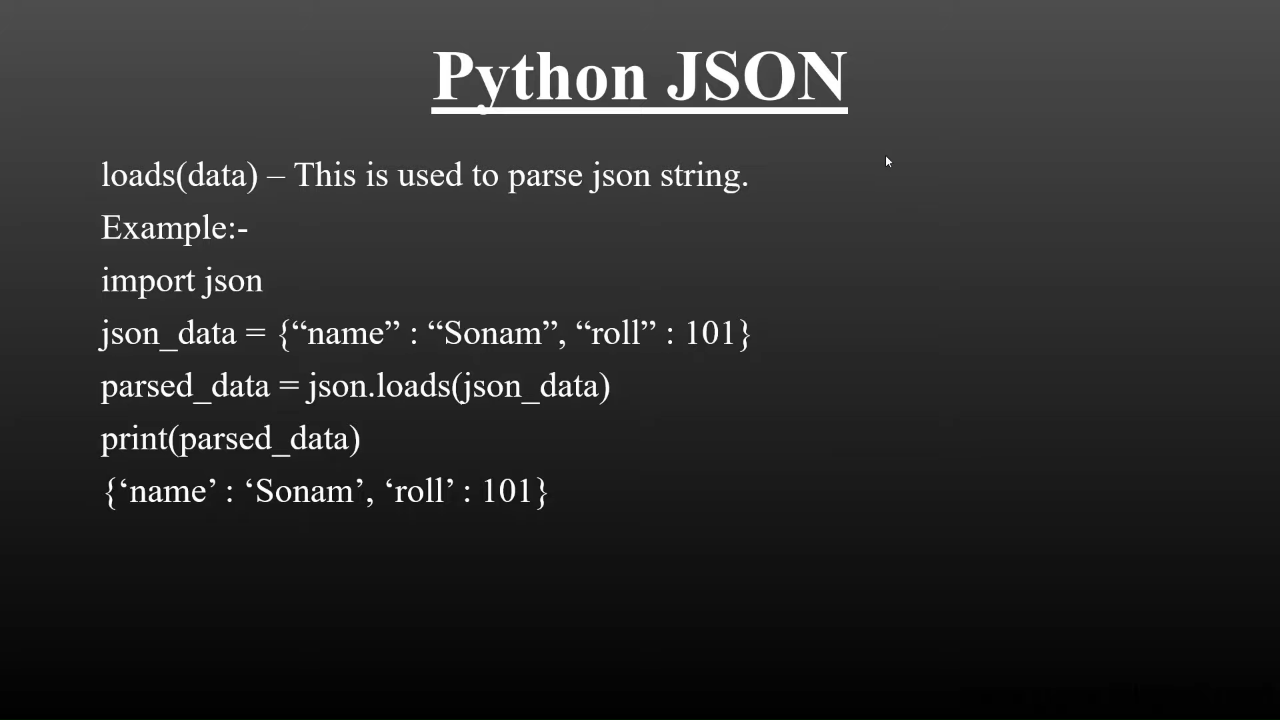 Python JSON
loads(data) – This is used to parse json string.
Example:-
import json
json_data = {“name” : “Sonam”, “roll” : 101}
parsed_data = json.loads(json_data)
print(parsed_data)
{‘name’ : ‘Sonam’, ‘roll’ : 101}